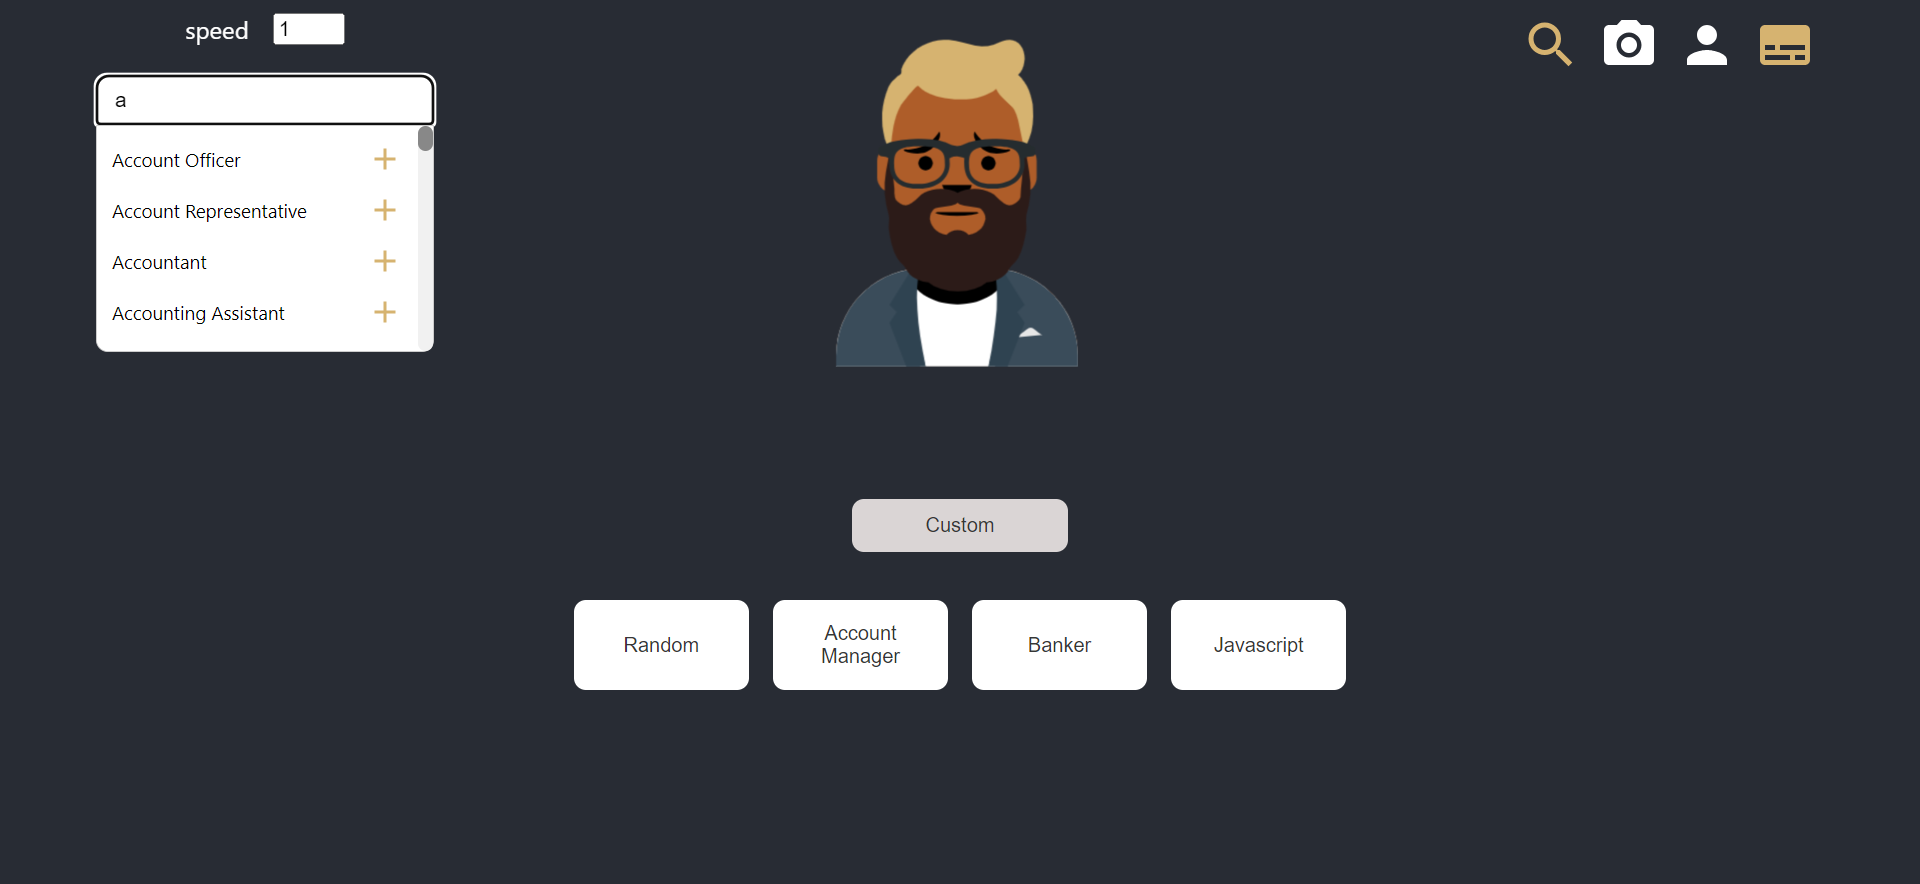 speed 1
a
Account Officer
Account Representative
Accountant
Accounting Assistant
Custom
Random
Account
Manager
Banker
Javascript